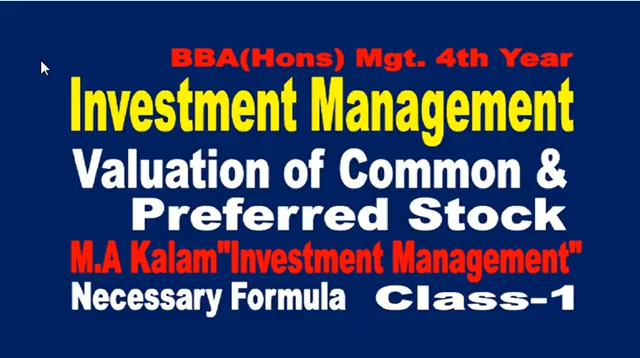 BBA(Hons) Mgt. 4th Year
Investment Management
Valuation of Common &
Preferred Stock
M.A Kalam"Investment Management"
Necessary Formula Class-1